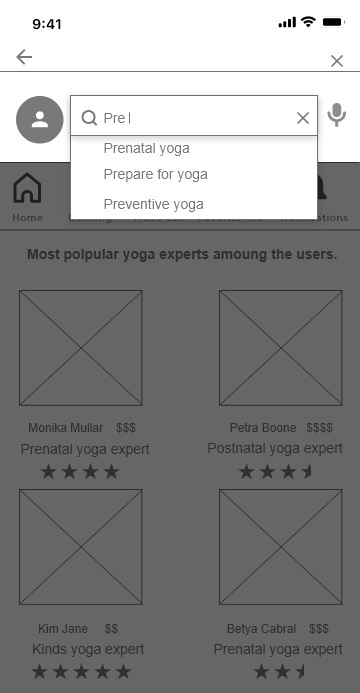 9:41
Pre
Prenatal yoga
Prepare for yoga
Preventive yoga
Home
Most polpular yoga experts amoung the users.
Monika Mullar $$$
Petra Boone $$$$
Prenatal yoga expert
Postnatal yoga expert
Kim Jane $$
Betya Cabral $$$
Kinds yoga expert
Prenatal yoga expert